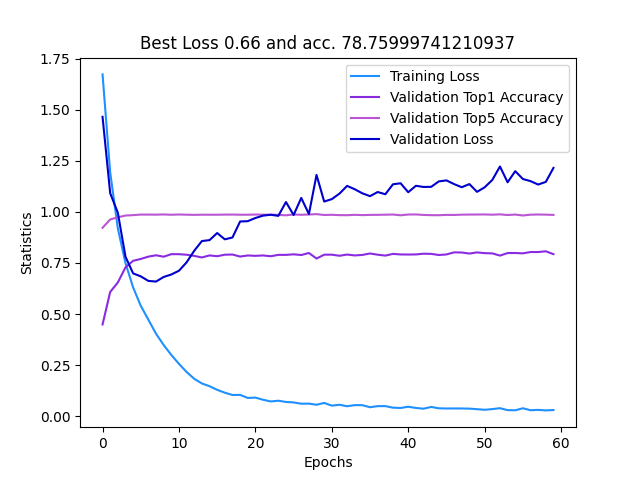 Best Loss 0.66 and acc. 78.75999741210937
Training Loss
Validation Top1 Accuracy
Validation Top5 Accuracy
Validation Loss
1.75
1.50
1.25
1.00
0.75
0.50
0.25
0.00
Statistics
0 10 20 30 40 50 60
Epochs